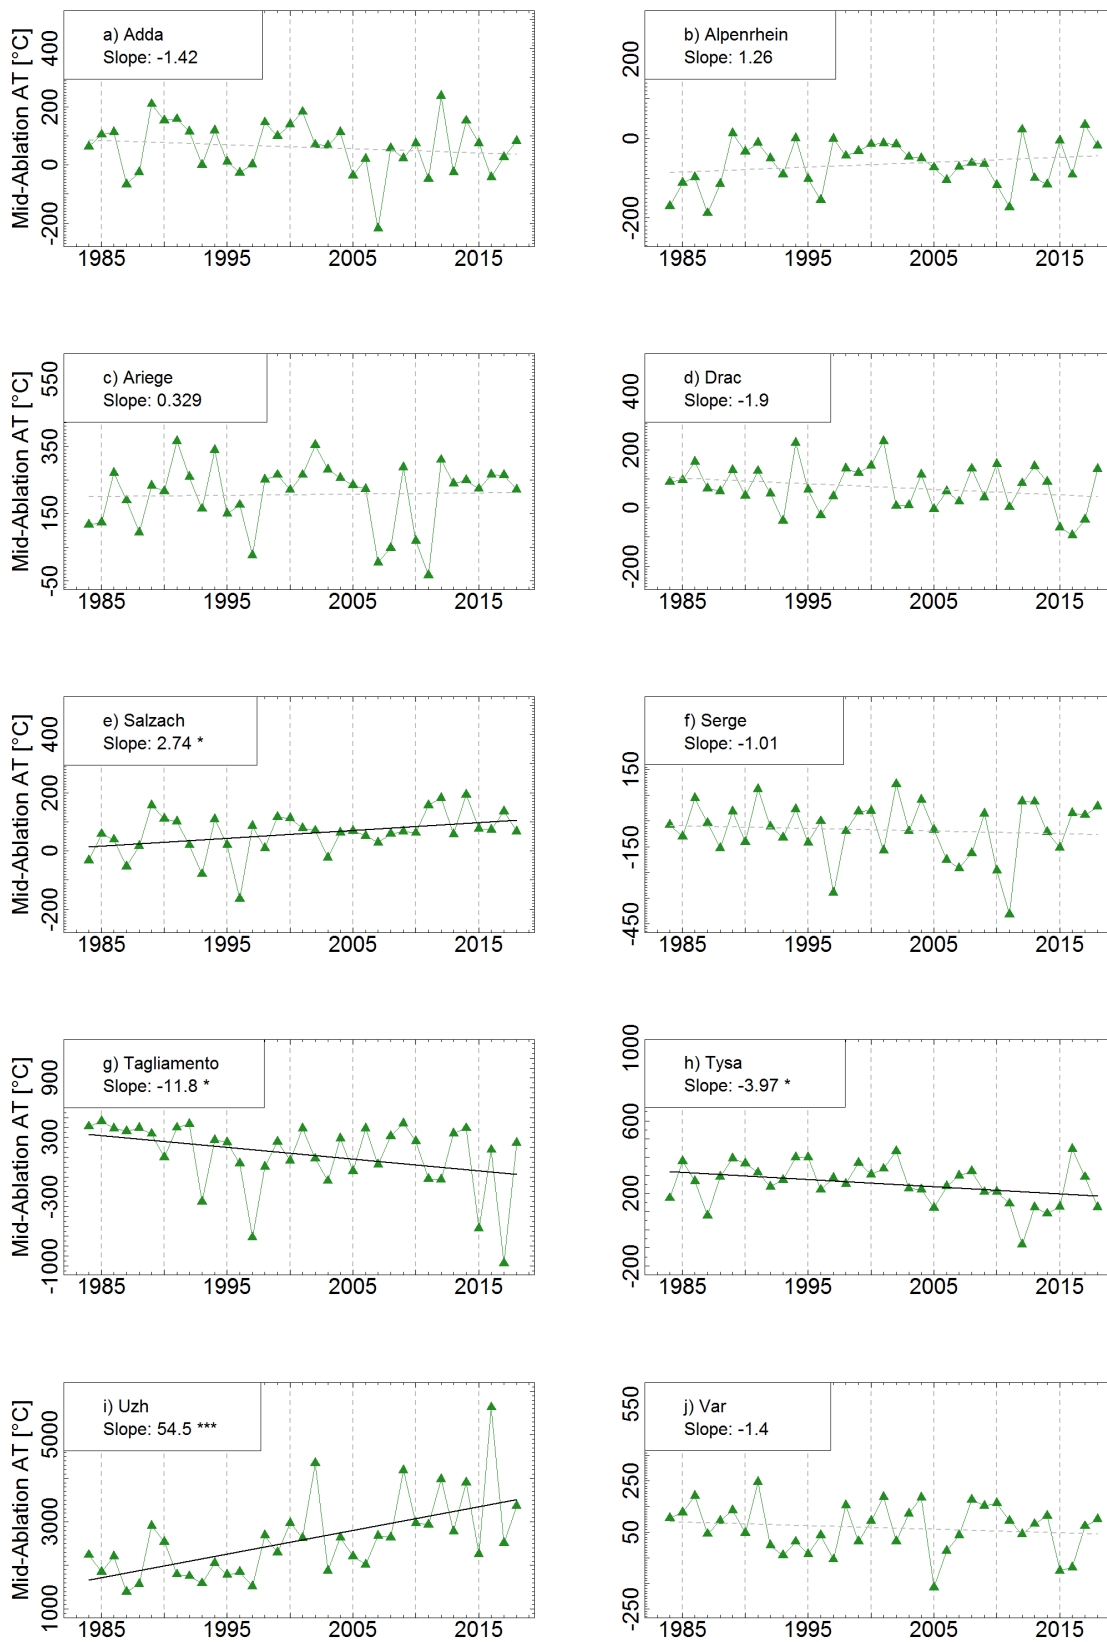 a) Adda
Slope: -1.42
Mid-Ablation AT [°C]
400
200
0
-200
1985 1995 2005 2015
b) Alpenrhein
Slope: 1.26
200
0
-200
1985 1995 2005 2015
c) Ariege
Slope: 0.329
Mid-Ablation AT [°C]
550
350
150
-50
1985 1995 2005 2015
d) Drac
Slope: -1.9
400
200
0
-200
1985 1995 2005 2015
e) Salzach
Slope: 2.74 *
Mid-Ablation AT [°C]
400
200
0
-200
1985 1995 2005 2015
f) Serge
Slope: -1.01
150
-150
-450
1985 1995 2005 2015
g) Tagliamento
Slope: -11.8 *
Mid-Ablation AT [°C]
900
300
-300
-1000
1985 1995 2005 2015
h) Tysa
Slope: -3.97 *
1000
600
200
-200
1985 1995 2005 2015
i) Uzh
Slope: 54.5 ***
Mid-Ablation AT [°C]
5000
3000
1000
1985 1995 2005 2015
j) Var
Slope: -1.4
550
250
50
-250
1985 1995 2005 2015